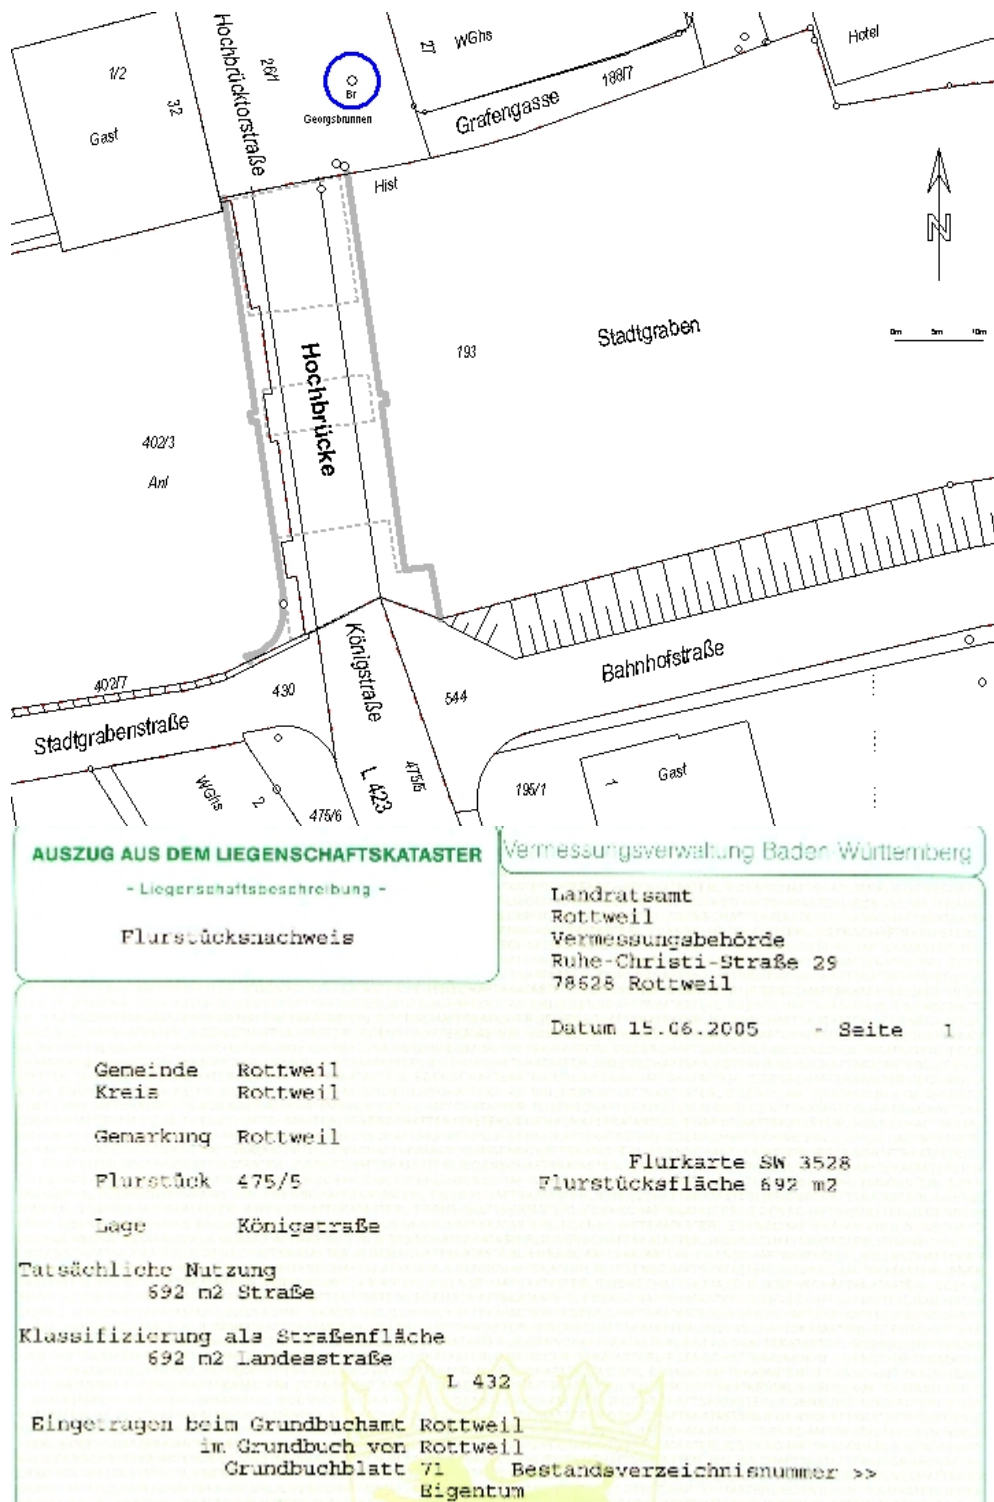 Hochbrücktorstraße
26/1
1/2
32
Gast
Br
Georgsbrunnen
27
WGhs
Grafengasse
188/7
Hotel
Hist
N
Stadtgraben
0m 5m 10m
193
Hochbrücke
402/3
Anl
Königstraße
Bahnhofstraße
402/7
430
544
Stadtgrabenstraße
WGhs
2
475/6
L 423
475/5
195/1
1
Gast
AUSZUG AUS DEM LIEGENSCHAFTSKATASTER
- Liegenschaftsbeschreibung -
Flurstücksnachweis
Vermessungsverwaltung Baden-Württemberg
Landratsamt
Rottweil
Vermessungsbehörde
Ruhe-Christi-Straße 29
78628 Rottweil
Datum 15.06.2005 - Seite 1
Gemeinde Rottweil
Kreis Rottweil
Gemarkung Rottweil
Flurkarte SW 3528
Flurstück 475/5 Flurstücksfläche 692 m2
Lage Königstraße
Tatsächliche Nutzung
692 m2 Straße
Klassifizierung als Straßenfläche
692 m2 Landesstraße
L 432
Eingetragen beim Grundbuchamt Rottweil
im Grundbuch von Rottweil
Grundbuchblatt 71 Bestandsverzeichnisnummer >>
Eigentum